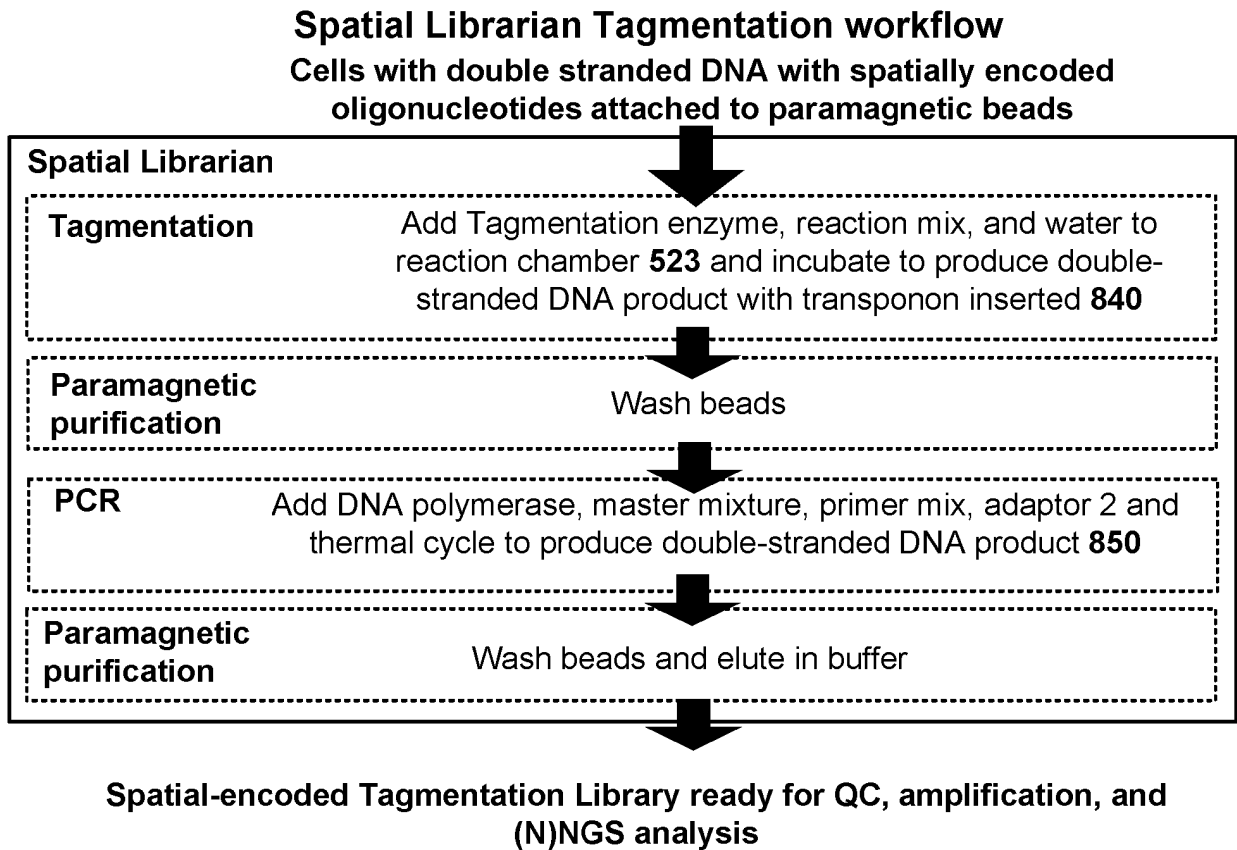 Spatial Librarian Tagmentation workflow
Cells with double stranded DNA with spatially encoded
oligonucleotides attached to paramagnetic beads
Spatial Librarian
Tagmentation
Add Tagmentation enzyme, reaction mix, and water to
reaction chamber 523 and incubate to produce double-
stranded DNA product with transponon inserted 840
Paramagnetic
purification
Wash beads
PCR
Add DNA polymerase, master mixture, primer mix, adaptor 2 and
thermal cycle to produce double-stranded DNA product 850
Paramagnetic
purification
Wash beads and elute in buffer
Spatial-encoded Tagmentation Library ready for QC, amplification, and
(N)NGS analysis